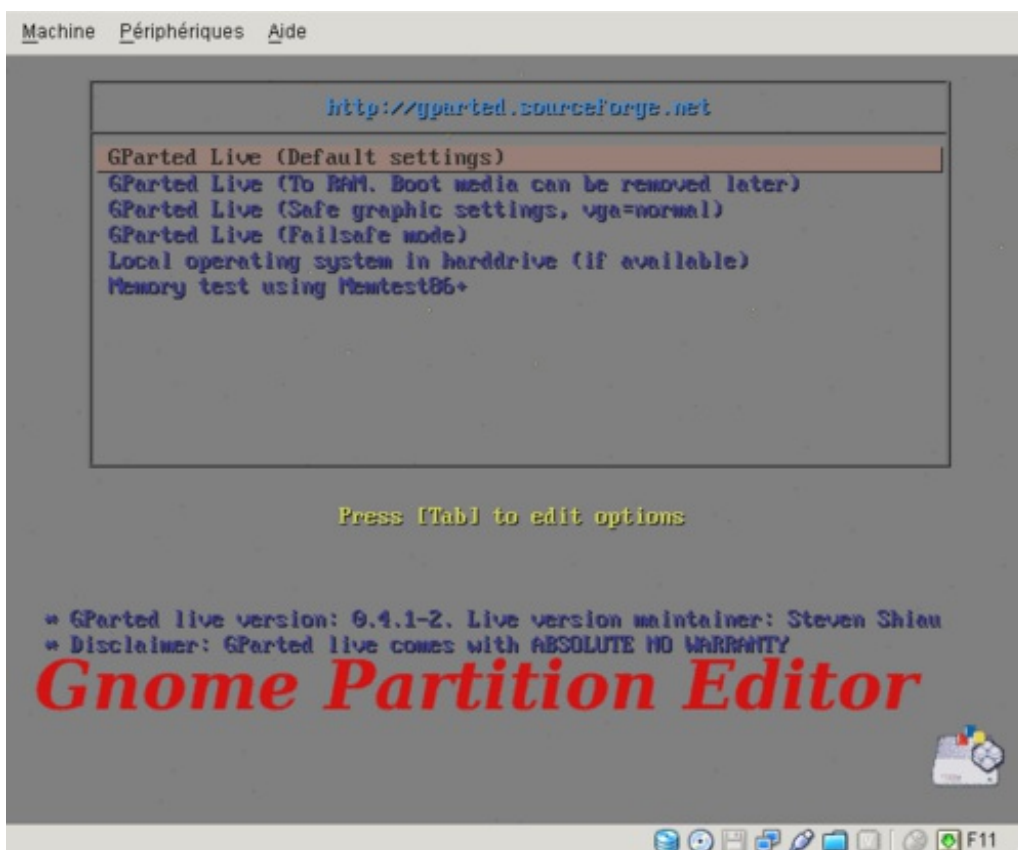 Machine Périphériques Aide
http://gparted.sourceforge.net
GParted Live (Default settings)
GParted Live (To RAM. Boot media can be removed later)
GParted Live (Safe graphic settings, vga=normal)
GParted Live (Failsafe mode)
Local operating system in harddrive (if available)
Memory test using Memtest86+
Press [Tab] to edit options
* GParted live version: 0.4.1-2. Live version maintainer: Steven Shiau
* Disclaimer: GParted live comes with ABSOLUTE NO WARRANTY
Gnome Partition Editor
F11